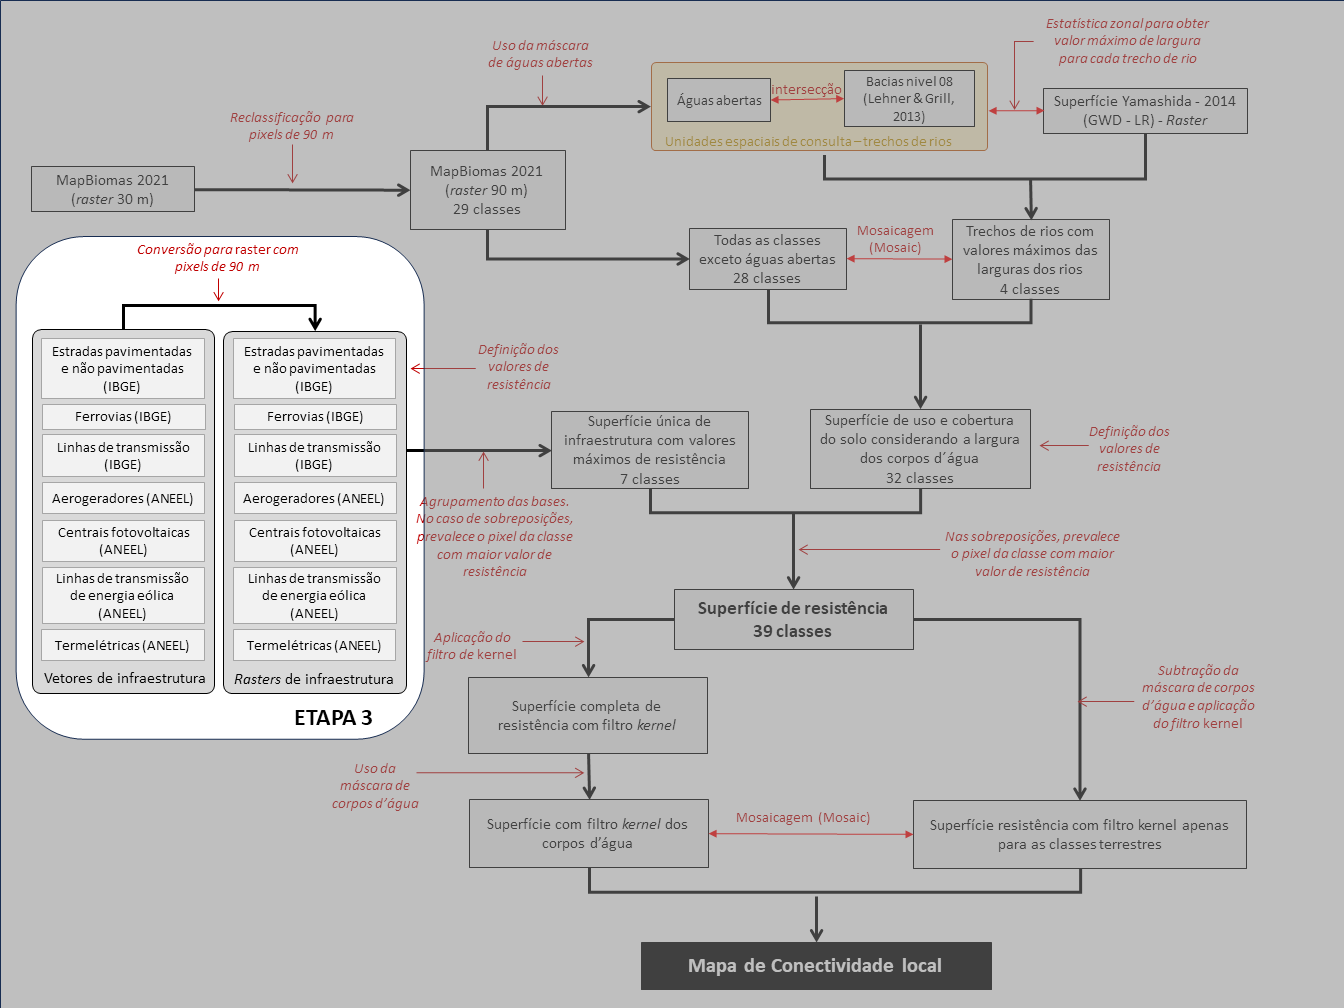 Estatística zonal para obter
valor máximo de largura
para cada trecho de rio
Uso da máscara
de águas abertas
Águas abertas
intersecção
Bacias nivel 08
(Lehner & Grill,
2013)
Unidades espaciais de consulta – trechos de rios
Superfície Yamashida - 2014
(GWD - LR) - Raster
Reclassificação para
pixels de 90 m
MapBiomas 2021
(raster 30 m)
MapBiomas 2021
(raster 90 m)
29 classes
Todas as classes
exceto águas abertas
28 classes
Mosaicagem
(Mosaic)
Trechos de rios com
valores máximos das
larguras dos rios
4 classes
Conversão para raster com
pixels de 90 m
Estradas pavimentadas
e não pavimentadas
(IBGE)
Ferrovias (IBGE)
Linhas de transmissão
(IBGE)
Aerogeradores (ANEEL)
Centrais fotovoltaicas
(ANEEL)
Linhas de transmissão
de energia eólica
(ANEEL)
Termelétricas (ANEEL)
Vetores de infraestrutura
Estradas pavimentadas
e não pavimentadas
(IBGE)
Ferrovias (IBGE)
Linhas de transmissão
(IBGE)
Aerogeradores (ANEEL)
Centrais fotovoltaicas
(ANEEL)
Linhas de transmissão
de energia eólica
(ANEEL)
Termelétricas (ANEEL)
Rasters de infraestrutura
ETAPA 3
Definição dos
valores de
resistência
Agrupamento das bases.
No caso de sobreposições,
prevalece o pixel da classe
com maior valor de
resistência
Superfície única de
infraestrutura com valores
máximos de resistência
7 classes
Superfície de uso e cobertura
do solo considerando a largura
dos corpos d´água
32 classes
Definição dos
valores de
resistência
Nas sobreposições, prevalece
o pixel da classe com maior
valor de resistência
Superfície de resistência
39 classes
Aplicação do
filtro de kernel
Superfície completa de
resistência com filtro kernel
Subtração da
máscara de corpos
d’água e aplicação
do filtro kernel
Uso da
máscara de
corpos d’água
Superfície com filtro kernel dos
corpos d’água
Mosaicagem (Mosaic)
Superfície resistência com filtro kernel apenas
para as classes terrestres
Mapa de Conectividade local